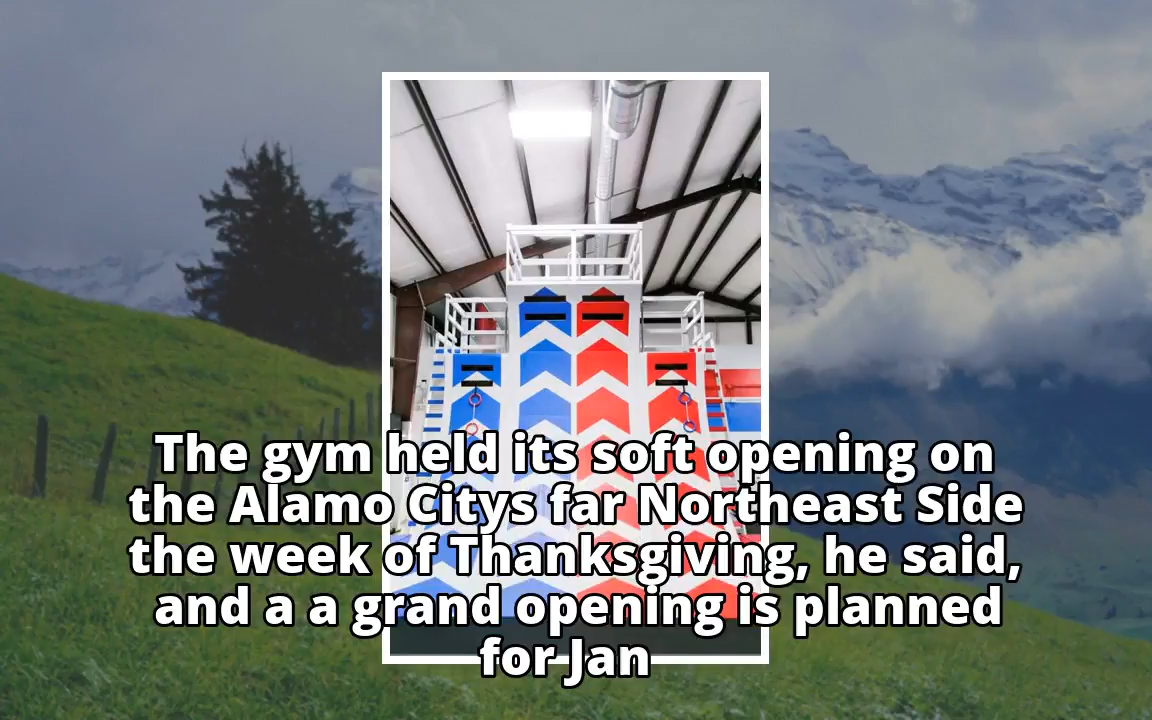 The gym held its soft opening on
the Alamo Citys far Northeast Side
the week of Thanksgiving, he said,
and a a grand opening is planned
for Jan